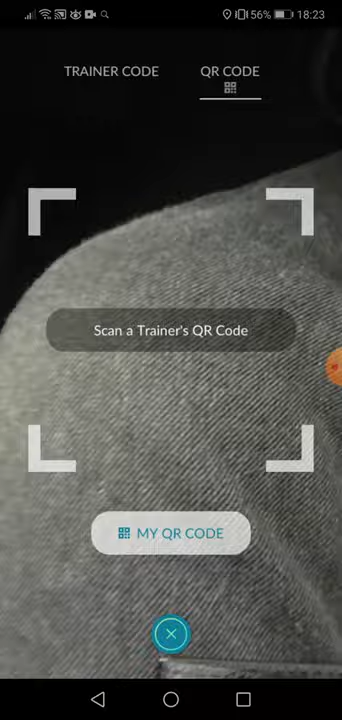 56% 18:23
TRAINER CODE QR CODE
Scan a Trainer's QR Code
MY QR CODE